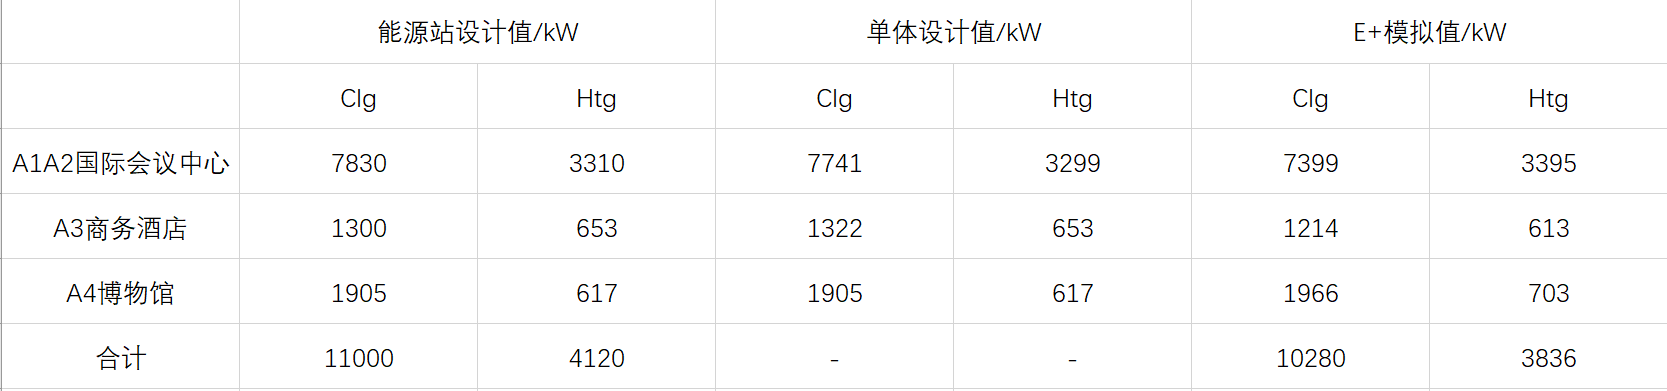 能源站设计值/kW 单体设计值/kW E+模拟值/kW
Clg Htg Clg Htg Clg Htg
A1A2国际会议中心 7830 3310 7741 3299 7399 3395
A3商务酒店 1300 653 1322 653 1214 613
A4博物馆 1905 617 1905 617 1966 703
合计 11000 4120 - - 10280 3836